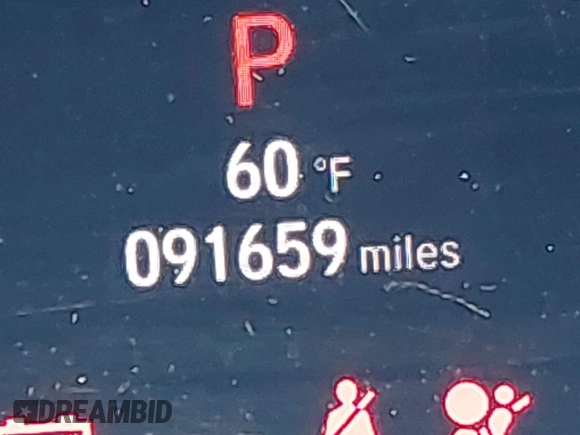 P
60 °F
091659 miles
DREAMBID